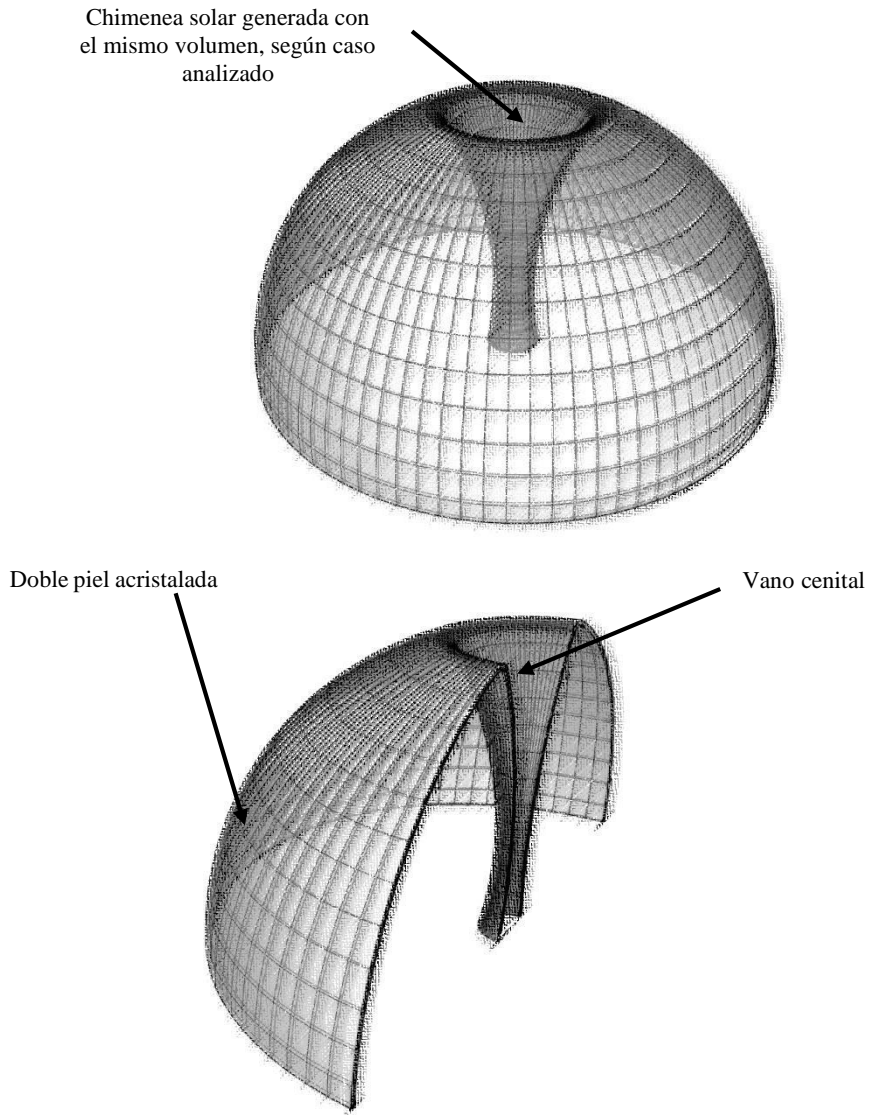 Chimenea solar generada con
el mismo volumen, según caso
analizado
Doble piel acristalada
Vano cenital